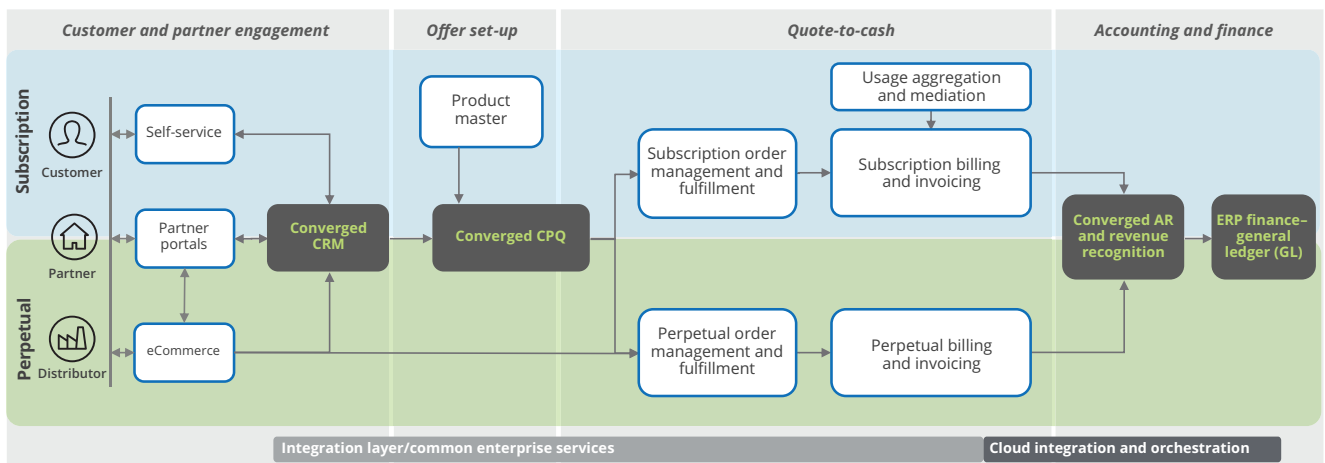 Customer and partner engagement
Offer set-up
Quote-to-cash
Accounting and finance
Subscription
Perpetual
Customer
Partner
Distributor
Self-service
Partner
portals
eCommerce
Converged
CRM
Product
master
Converged CPQ
Usage aggregation
and mediation
Subscription order
management and
fulfillment
Subscription billing
and invoicing
Perpetual order
management and
fulfillment
Perpetual billing
and invoicing
Converged AR
and revenue
recognition
ERP finance–
general
ledger (GL)
Integration layer/common enterprise services
Cloud integration and orchestration